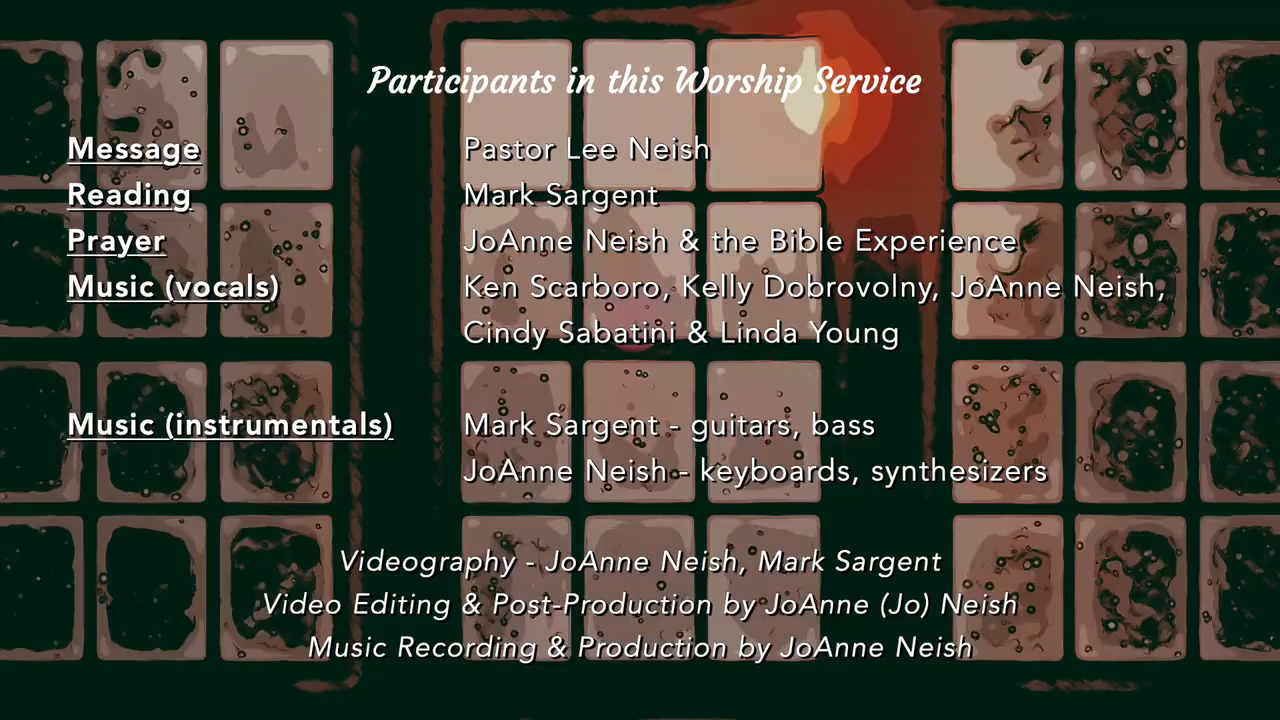 Participants in this Worship Service
Message Pastor Lee Neish
Reading Mark Sargent
Prayer JoAnne Neish & the Bible Experience
Music (vocals) Ken Scarboro, Kelly Dobrovolny, JoAnne Neish,
Cindy Sabatini & Linda Young
Music (instrumentals) Mark Sargent - guitars, bass
JoAnne Neish - keyboards, synthesizers
Videography - JoAnne Neish, Mark Sargent
Video Editing & Post-Production by JoAnne (Jo) Neish
Music Recording & Production by JoAnne Neish